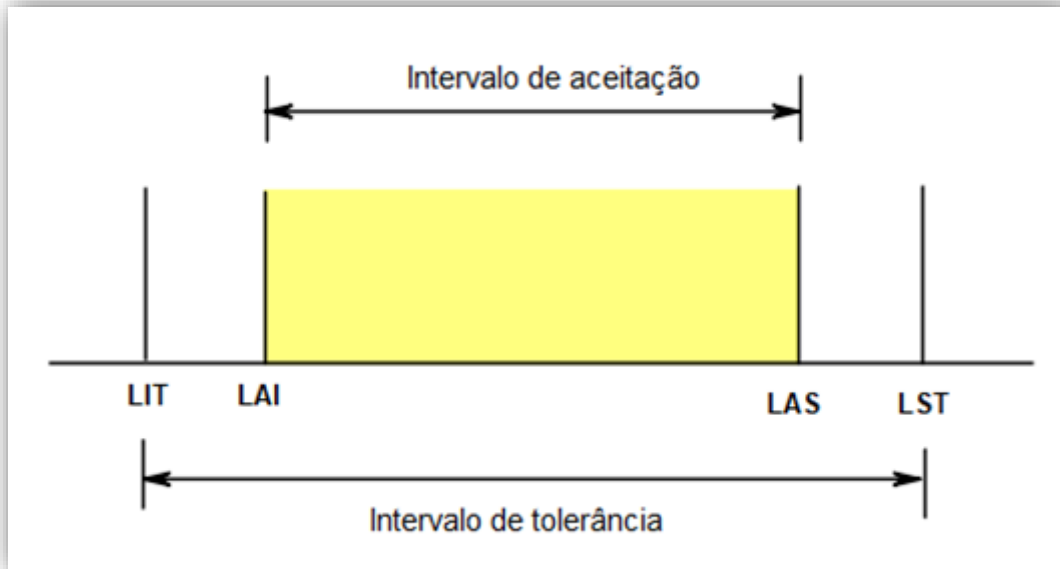 Intervalo de aceitação
LIT LAI LAS LST
Intervalo de tolerância